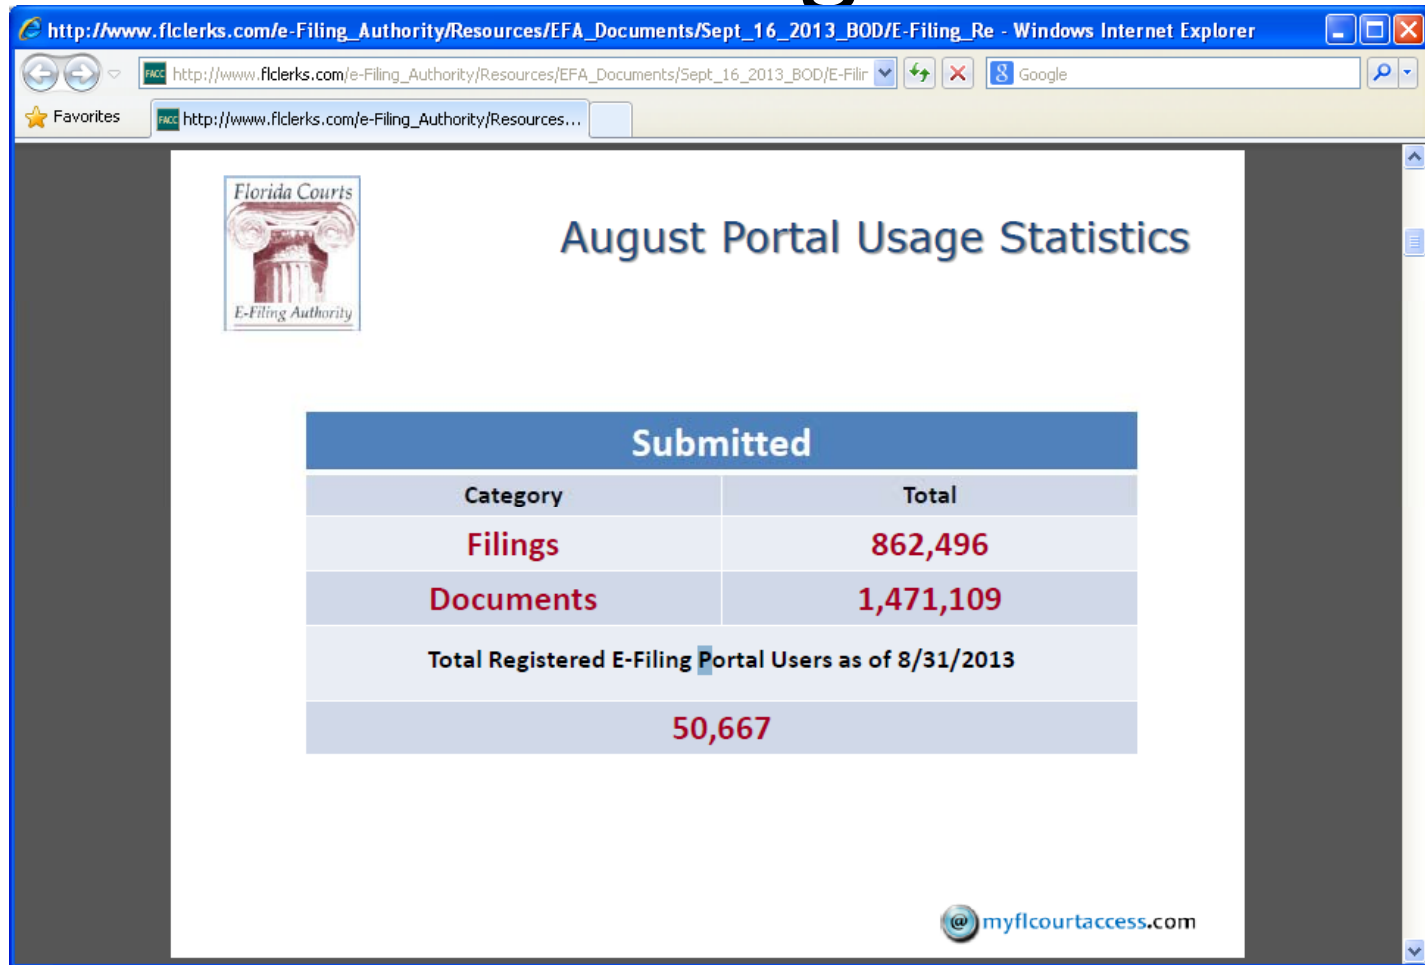 http://www.flclerks.com/e-Filing_Authority/Resources/EFA_Documents/Sept_16_2013_BOD/E-Filing_Re - Windows Internet Explorer
FACC http://www.flclerks.com/e-Filing_Authority/Resources/EFA_Documents/Sept_16_2013_BOD/E-Filir 8 Google
Favorites FACC http://www.flclerks.com/e-Filing_Authority/Resources...
Florida Courts
E-Filing Authority
August Portal Usage Statistics
Submitted
Category Total
Filings 862,496
Documents 1,471,109
Total Registered E-Filing Portal Users as of 8/31/2013
50,667
@ myflcourtaccess.com